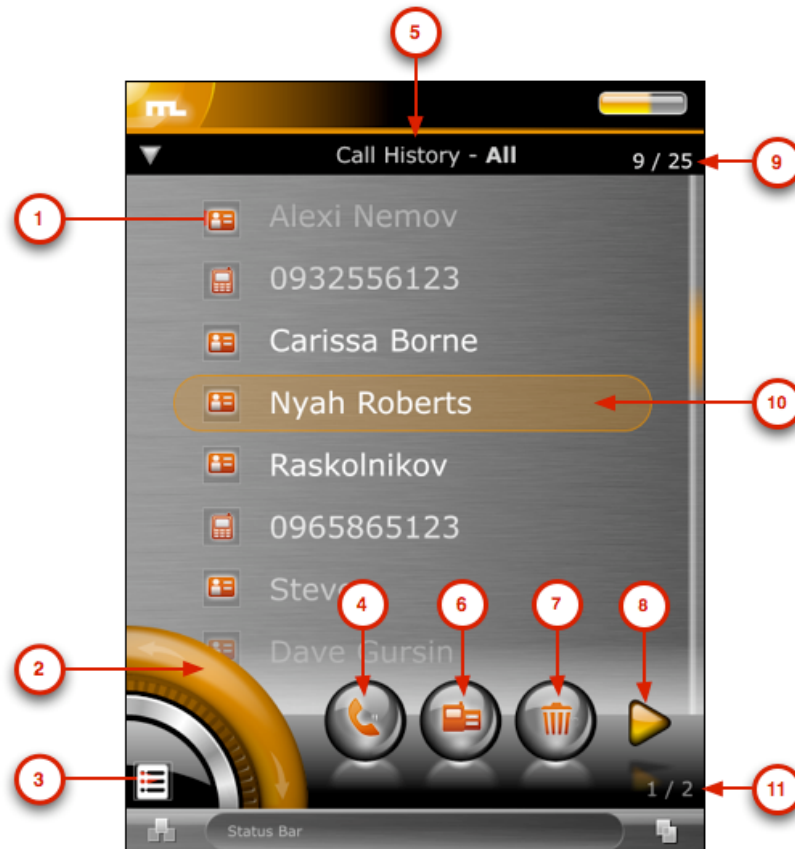 5
mL
Call History - All
9 / 25
9
1
Alexi Nemov
0932556123
Carissa Borne
Nyah Roberts
10
Raskolnikov
0965865123
Steve
4
6
7
8
2
Dave Gursin
3
1 / 2
11
Status Bar